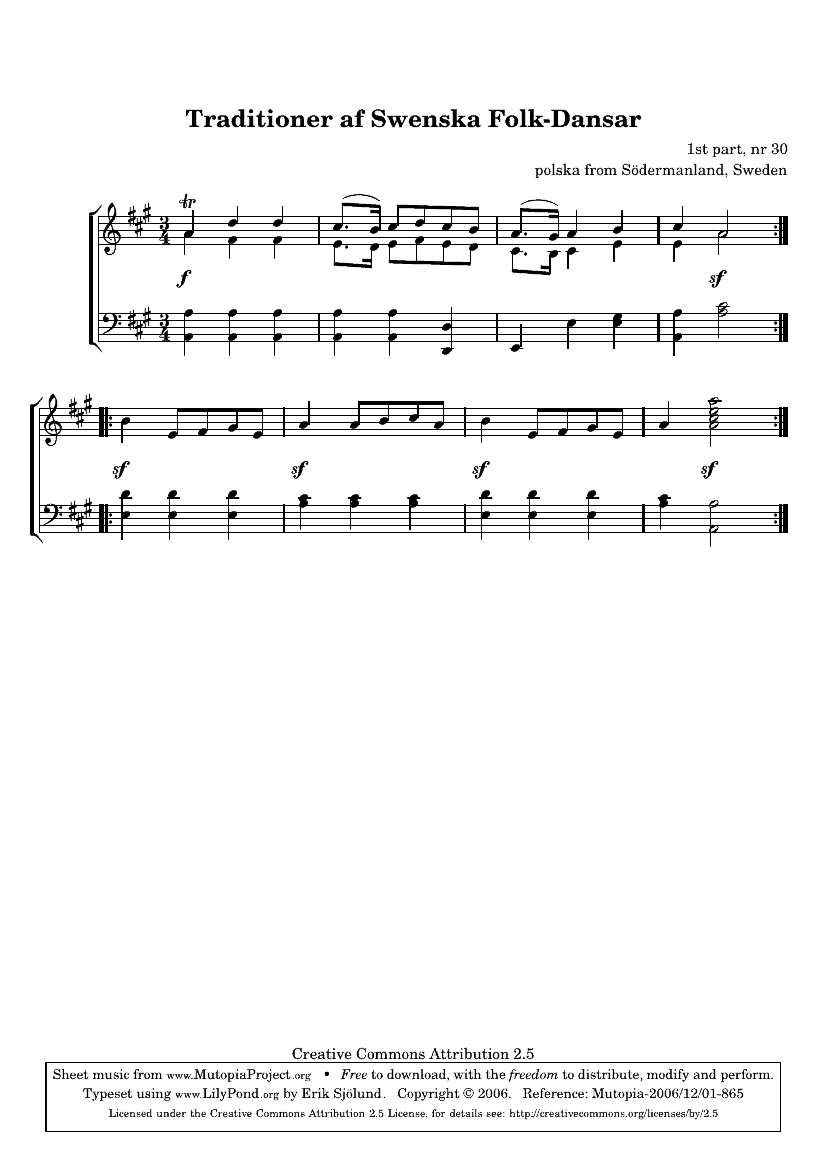 Traditioner af Swenska Folk-Dansar
1st part, nr 30
polska from Södermanland, Sweden
tr
3
4
f
sf
3
4
sf
sf
sf
sf
Creative Commons Attribution 2.5
Sheet music from www.MutopiaProject.org • Free to download, with the freedom to distribute, modify and perform.
Typeset using www.LilyPond.org by Erik Sjölund. Copyright © 2006. Reference: Mutopia-2006/12/01-865
Licensed under the Creative Commons Attribution 2.5 License, for details see: http://creativecommons.org/licenses/by/2.5